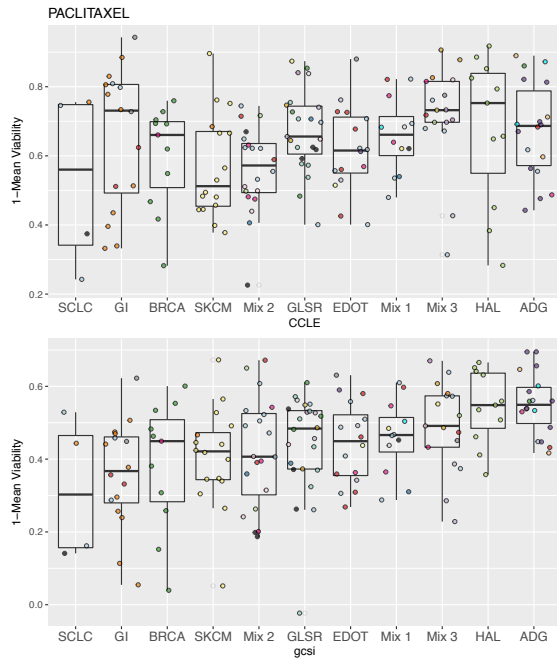 PACLITAXEL
1−Mean Viability
0.8
0.6
0.4
0.2
SCLC GI BRCA SKCM Mix 2 GLSR EDOT Mix 1 Mix 3 HAL ADG
CCLE
1−Mean Viability
0.6
0.4
0.2
0.0
SCLC GI BRCA SKCM Mix 2 GLSR EDOT Mix 1 Mix 3 HAL ADG
gcsi